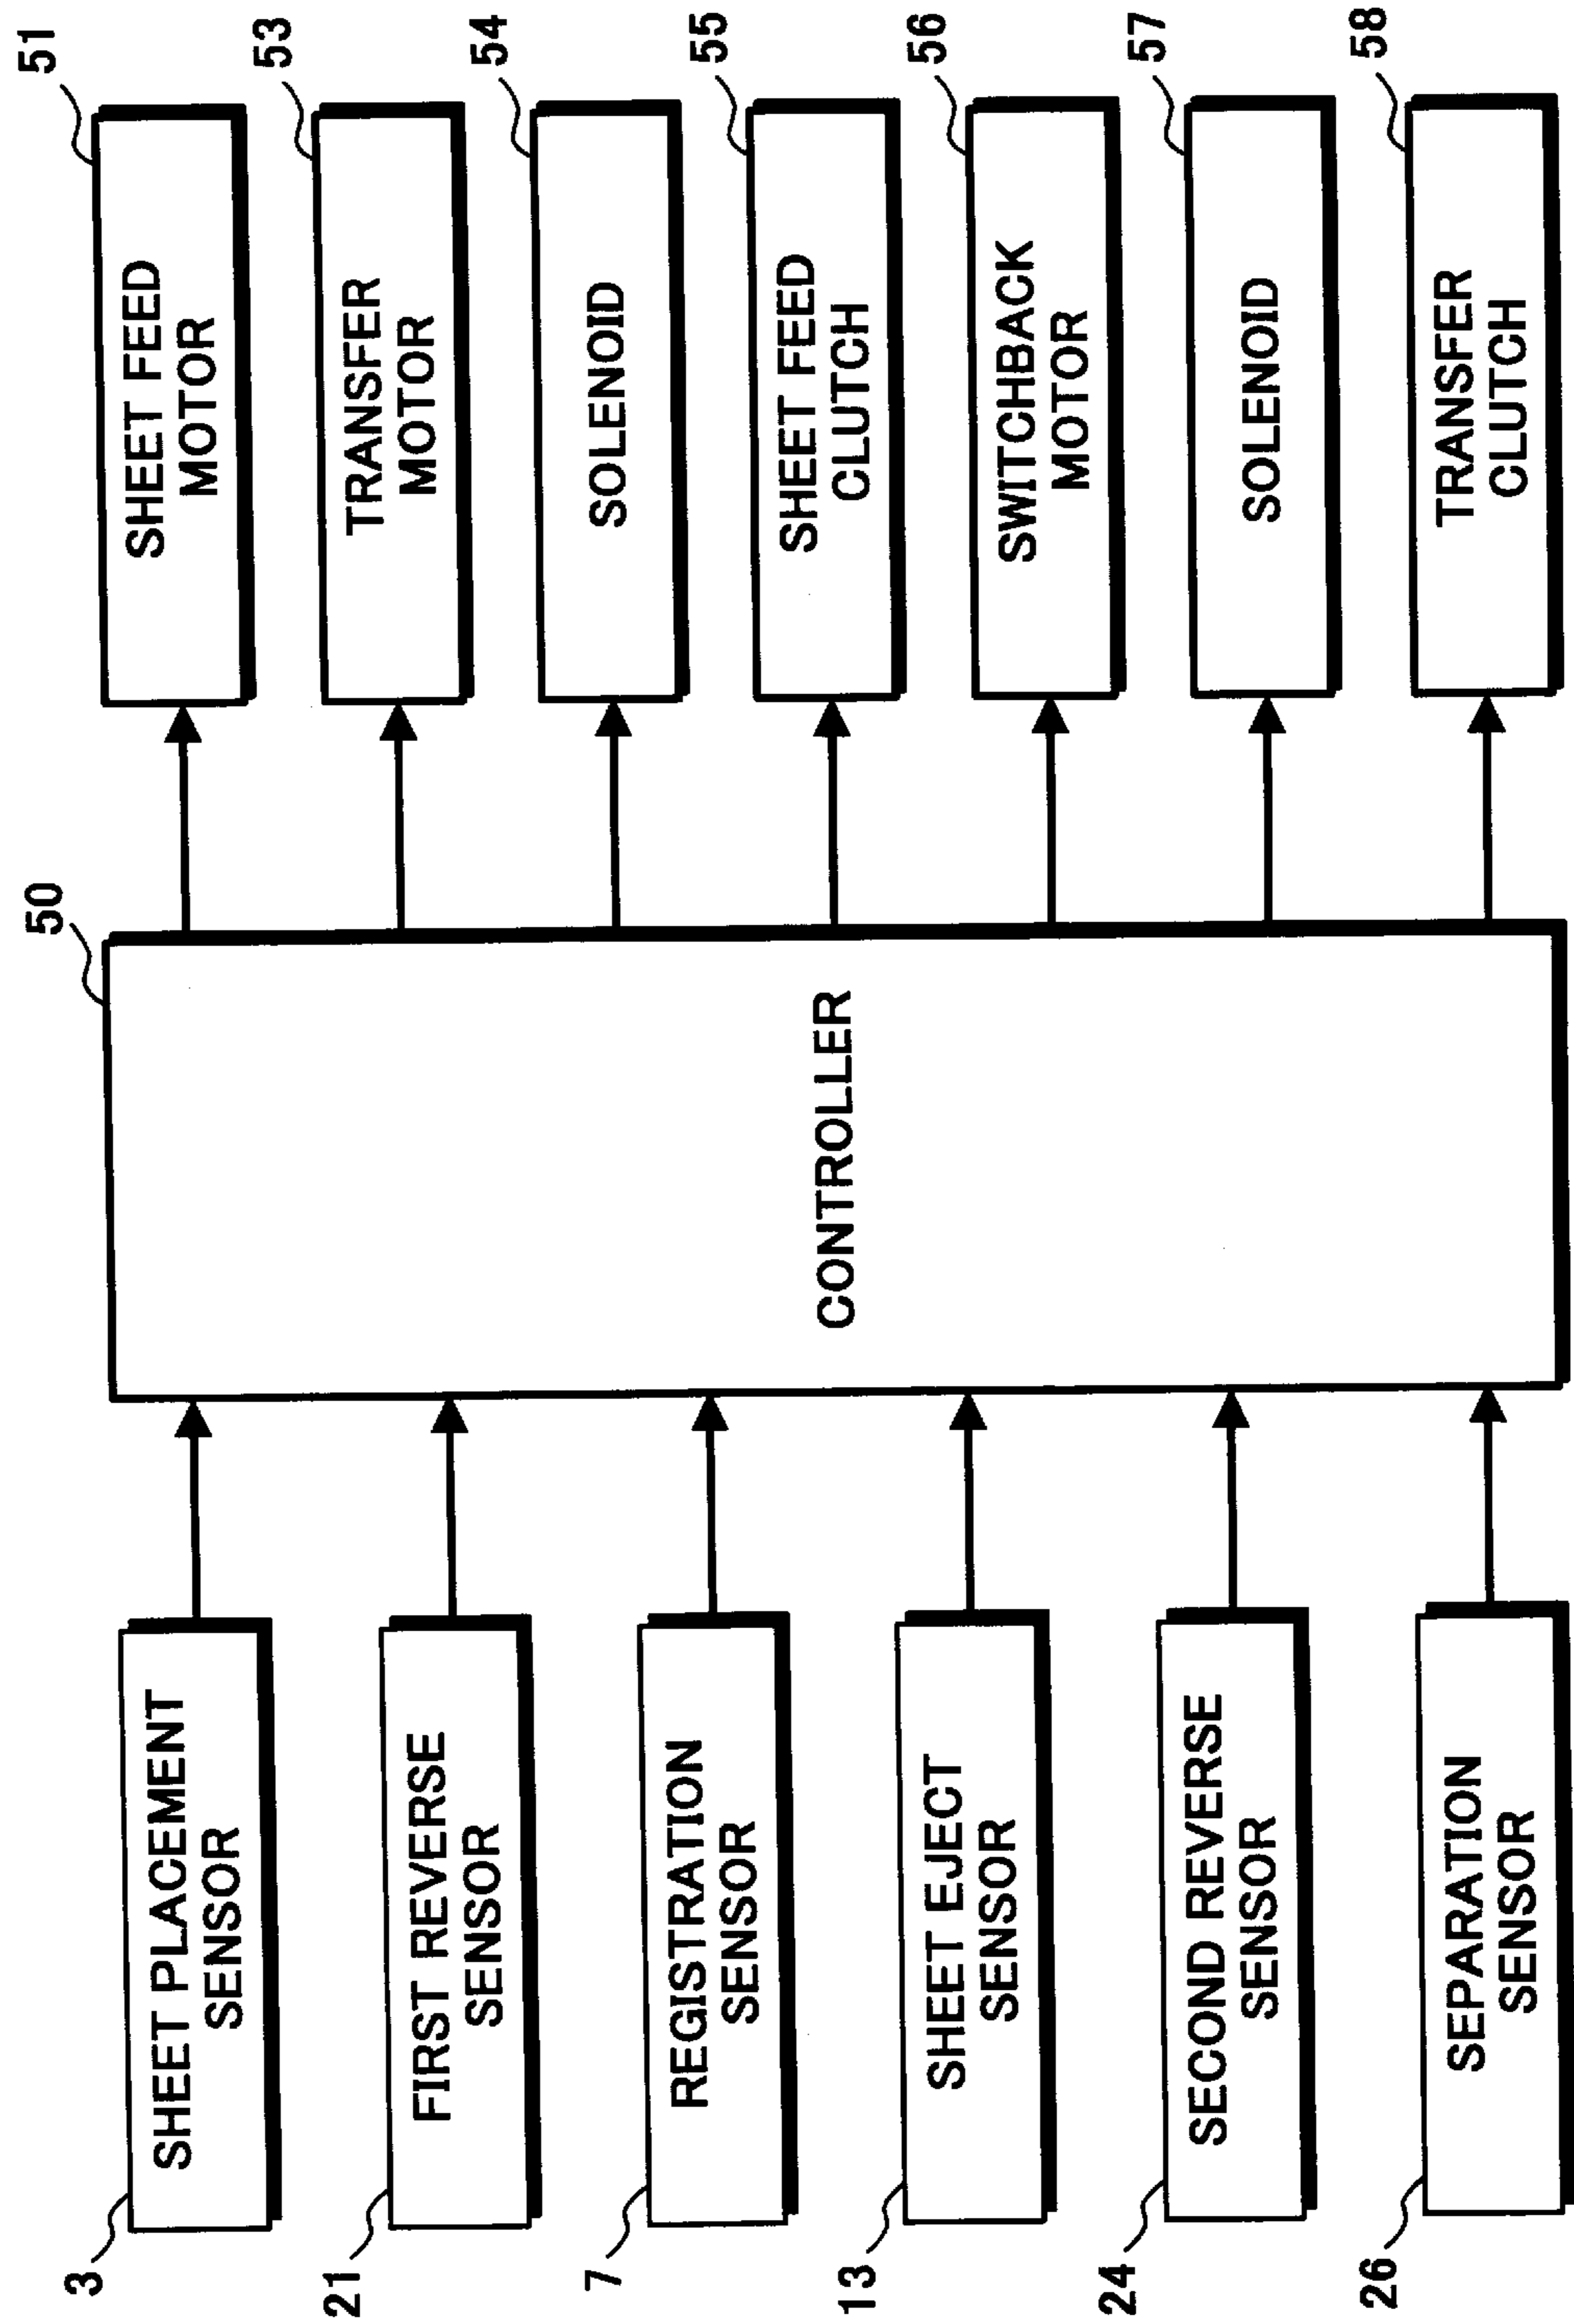 3
SHEET PLACEMENT
SENSOR
21
FIRST REVERSE
SENSOR
7
REGISTRATION
SENSOR
13
SHEET EJECT
SENSOR
24
SECOND REVERSE
SENSOR
26
SEPARATION
SENSOR
50
CONTROLLER
51
SHEET FEED
MOTOR
53
TRANSFER
MOTOR
54
SOLENOID
55
SHEET FEED
CLUTCH
56
SWITCHBACK
MOTOR
57
SOLENOID
58
TRANSFER
CLUTCH